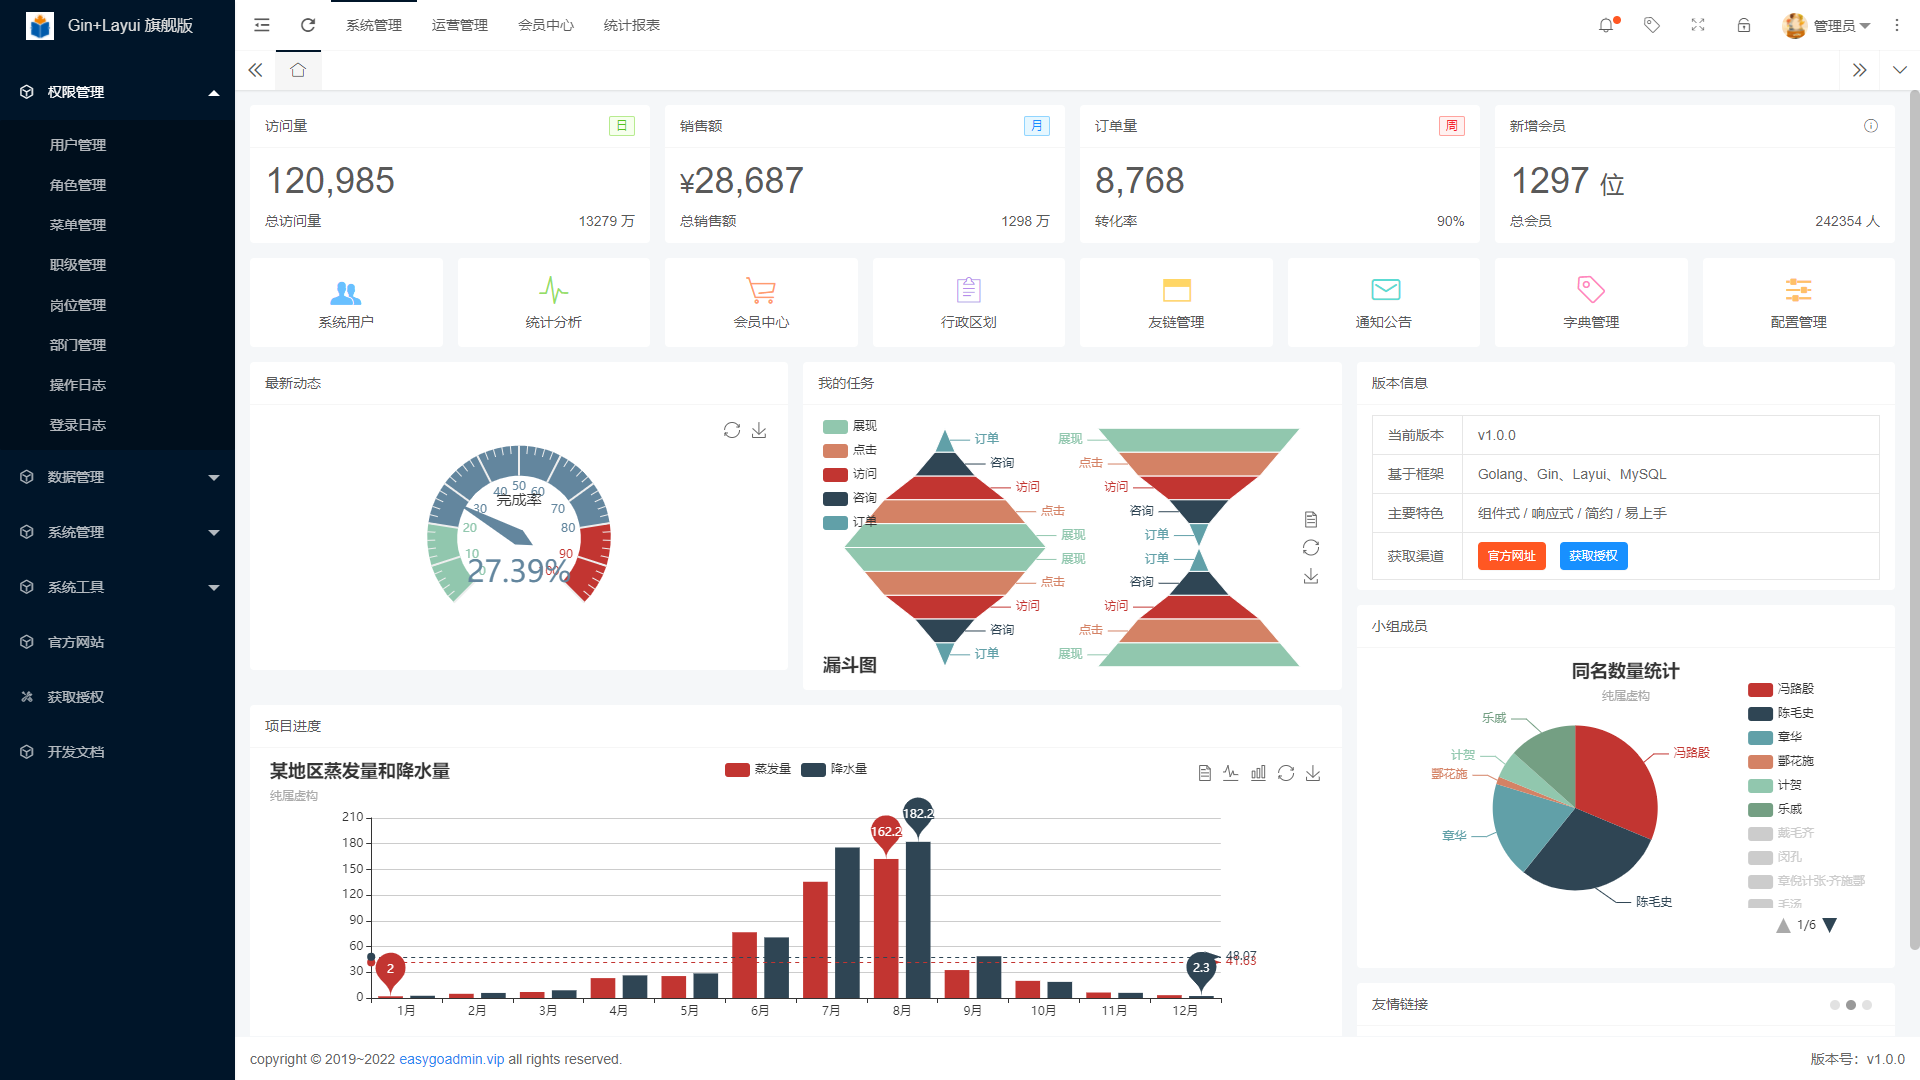 Gin+Layui 旗舰版
系统管理 运营管理 会员中心 统计报表
管理员
权限管理
用户管理
角色管理
菜单管理
职级管理
岗位管理
部门管理
操作日志
登录日志
数据管理
系统管理
系统工具
官方网站
获取授权
开发文档
访问量 日
120,985
总访问量 13279 万
销售额 月
¥28,687
总销售额 1298 万
订单量 周
8,768
转化率 90%
新增会员
1297 位
总会员 242354 人
系统用户 统计分析 会员中心 行政区划 友链管理 通知公告 字典管理 配置管理
最新动态
完成率
0 10 20 30 40 50 60 70 80 90
27.39%
我的任务
展现
点击
访问
咨询
订单
订单 展现
咨询 点击
访问 访问
点击 咨询
展现 订单
展现 订单
点击 咨询
访问 访问
咨询 点击
订单 展现
漏斗图
版本信息
当前版本 v1.0.0
基于框架 Golang、Gin、Layui、MySQL
主要特色 组件式 / 响应式 / 简约 / 易上手
获取渠道 官方网址 获取授权
小组成员
同名数量统计
纯属虚构
冯路殷
陈毛史
章华
酃花施
计贺
乐戚
戴毛齐
闵孔
章倪计张-齐施酃
毛汤
1/6
乐戚
计贺
酃花施
章华
冯路殷
陈毛史
项目进度
某地区蒸发量和降水量
纯属虚构
蒸发量 降水量
210
180
150
120
90
60
30
0
2
162.2
182.2
2.3
48.07
41.63
1月 2月 3月 4月 5月 6月 7月 8月 9月 10月 11月 12月
友情链接
copyright © 2019~2022 easygoadmin.vip all rights reserved.
版本号：v1.0.0